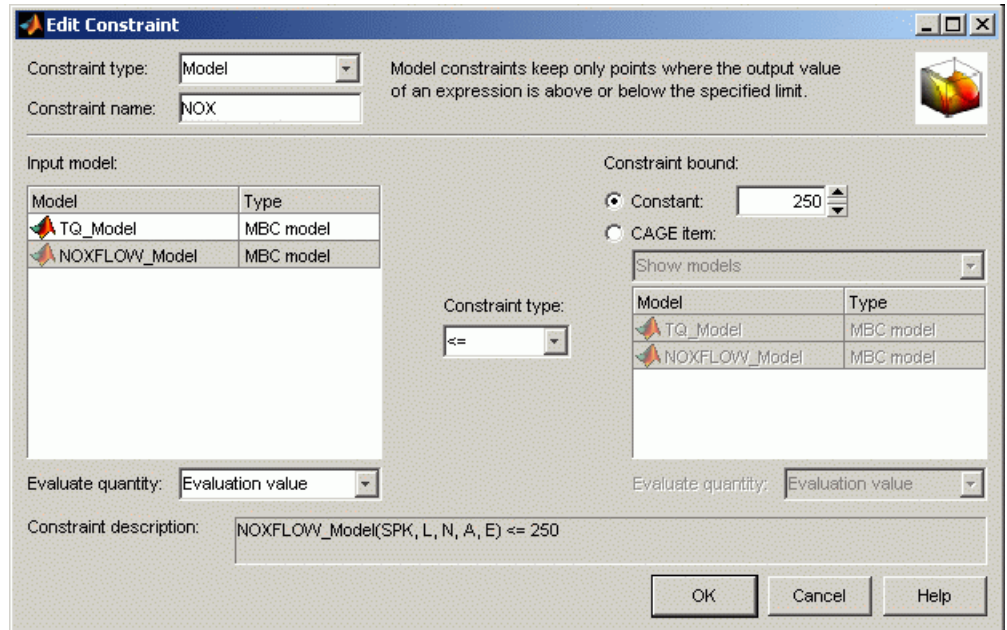 Edit Constraint
Constraint type: Model
Model constraints keep only points where the output value
of an expression is above or below the specified limit.
Constraint name: NOX
Input model:
Model Type
TQ_Model MBC model
NOXFLOW_Model MBC model
Evaluate quantity: Evaluation value
Constraint type:
<=
Constraint bound:
Constant: 250
CAGE item:
Show models
Model Type
TQ_Model MBC model
NOXFLOW_Model MBC model
Evaluate quantity: Evaluation value
Constraint description: NOXFLOW_Model(SPK, L, N, A, E) <= 250
OK Cancel Help